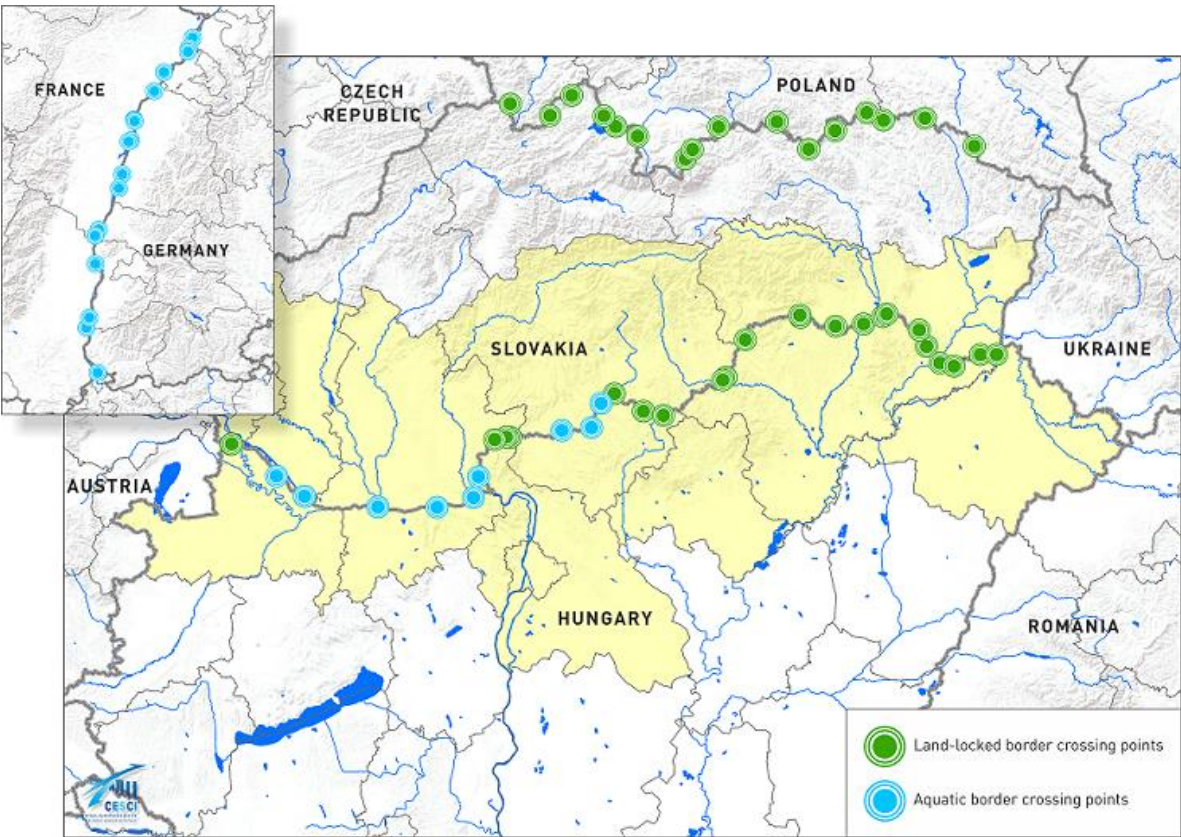 FRANCE
GERMANY
CZECH
REPUBLIC
POLAND
SLOVAKIA
UKRAINE
AUSTRIA
HUNGARY
ROMANIA
Land-locked border crossing points
Aquatic border crossing points
CESCI